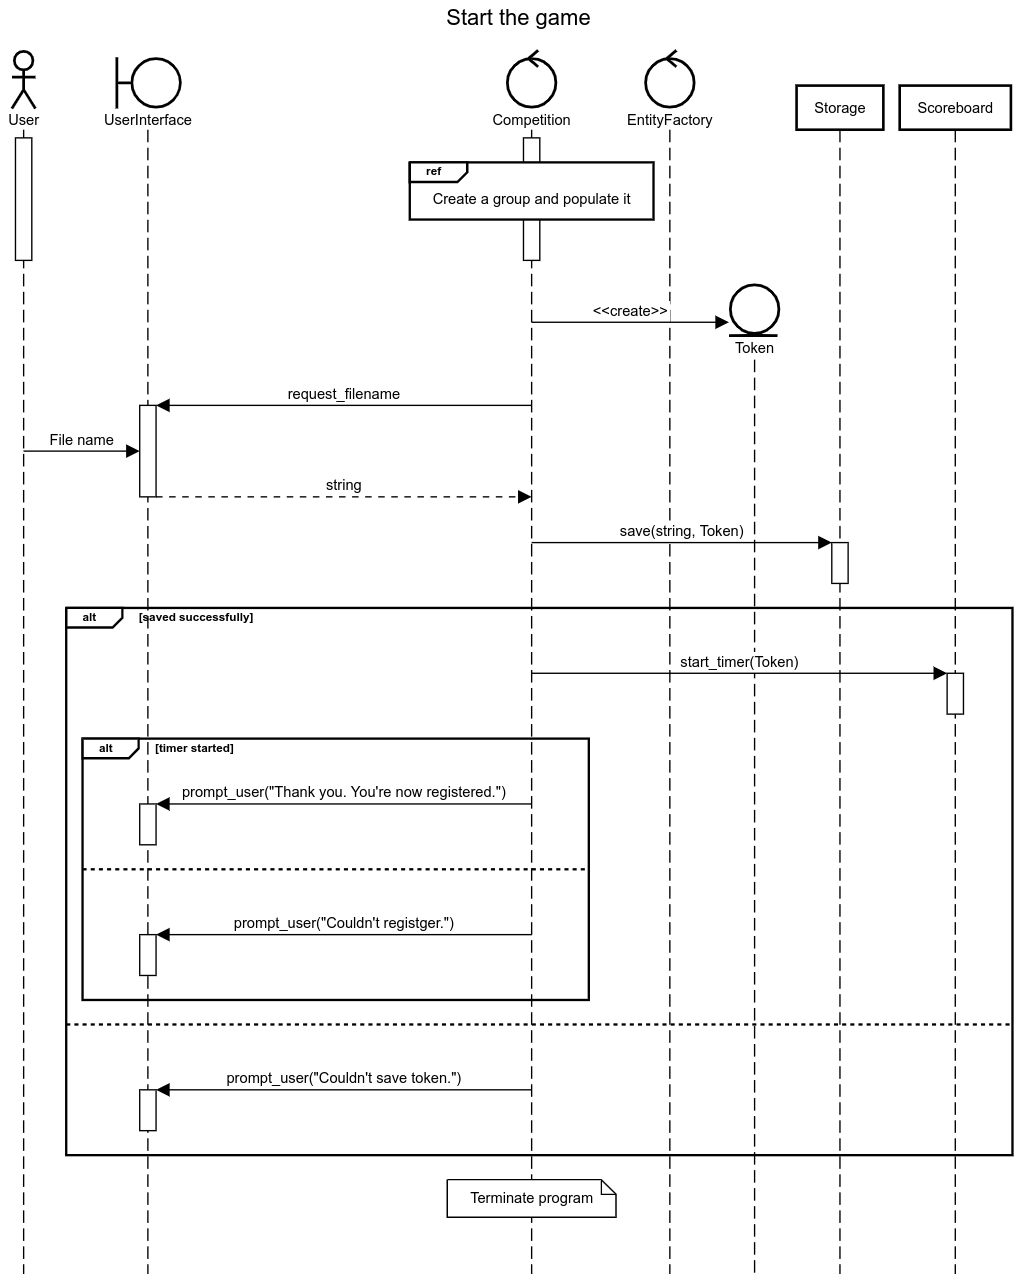 Start the game
User
UserInterface
Competition
EntityFactory
Storage
Scoreboard
ref
Create a group and populate it
<<create>>
Token
request_filename
File name
string
save(string, Token)
alt
[saved successfully]
start_timer(Token)
alt
[timer started]
prompt_user("Thank you. You're now registered.")
prompt_user("Couldn't registger.")
prompt_user("Couldn't save token.")
Terminate program